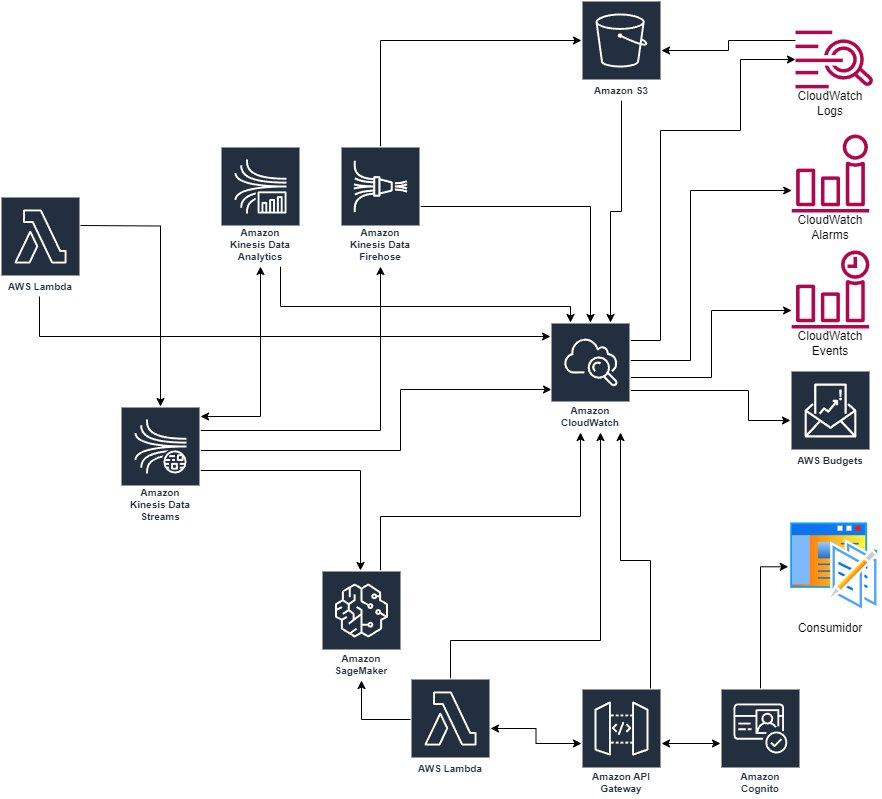 Amazon S3
CloudWatch
Logs
CloudWatch
Alarms
Amazon
Kinesis Data
Analytics
Amazon
Kinesis Data
Firehose
AWS Lambda
CloudWatch
Events
Amazon
CloudWatch
AWS Budgets
Amazon
Kinesis Data
Streams
Consumidor
Amazon
SageMaker
AWS Lambda
Amazon API
Gateway
Amazon
Cognito